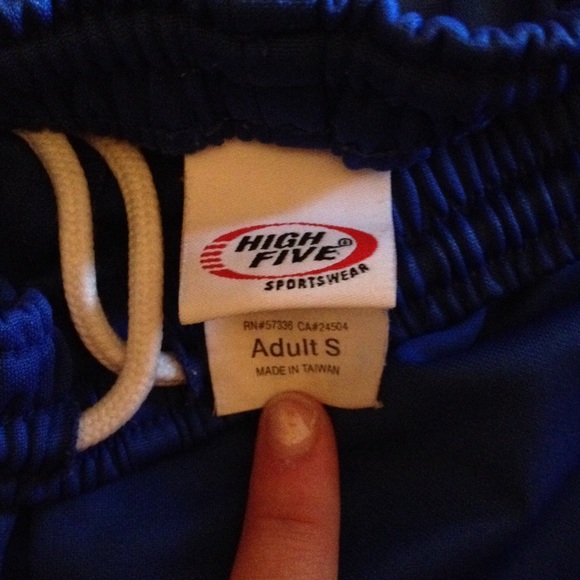 HIGH
FIVE®
SPORTSWEAR
RN#57336 CA#24504
Adult S
MADE IN TAIWAN